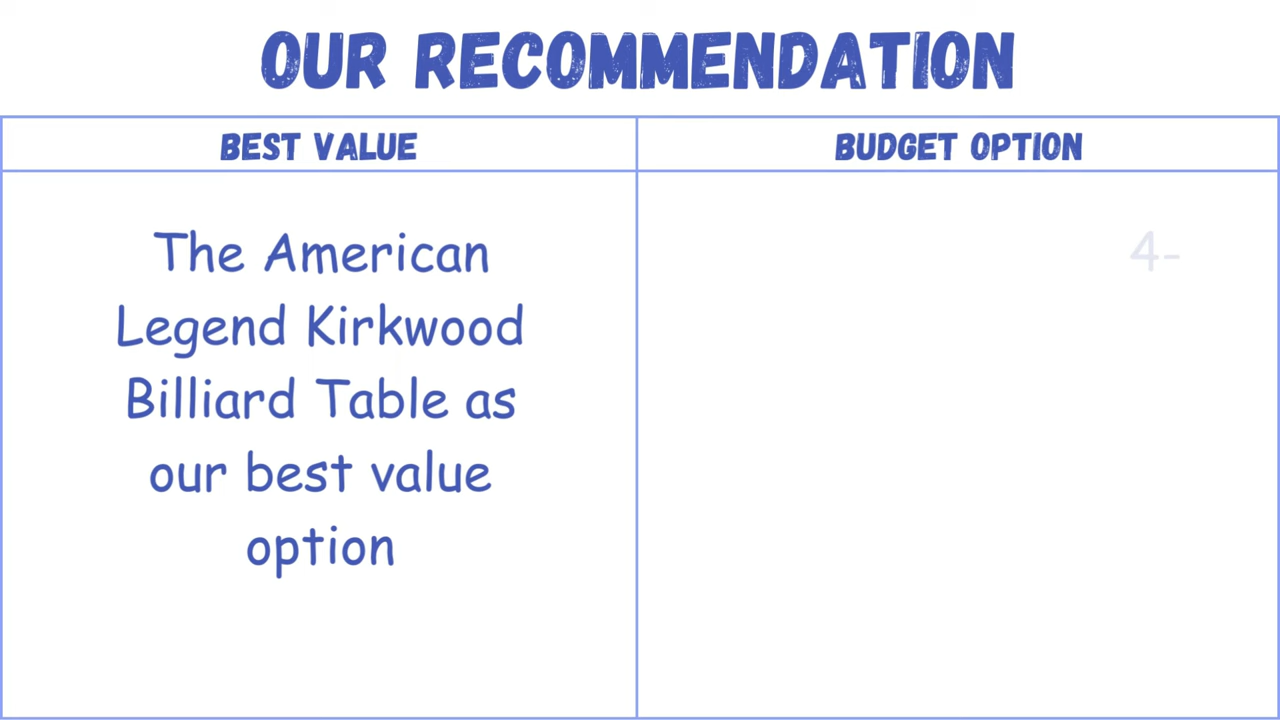 OUR RECOMMENDATION
BEST VALUE
BUDGET OPTION
The American
Legend Kirkwood
Billiard Table as
our best value
option
4-